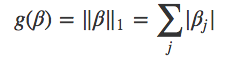 g(β) = ‖β‖₁ = ∑ⱼ|βⱼ|